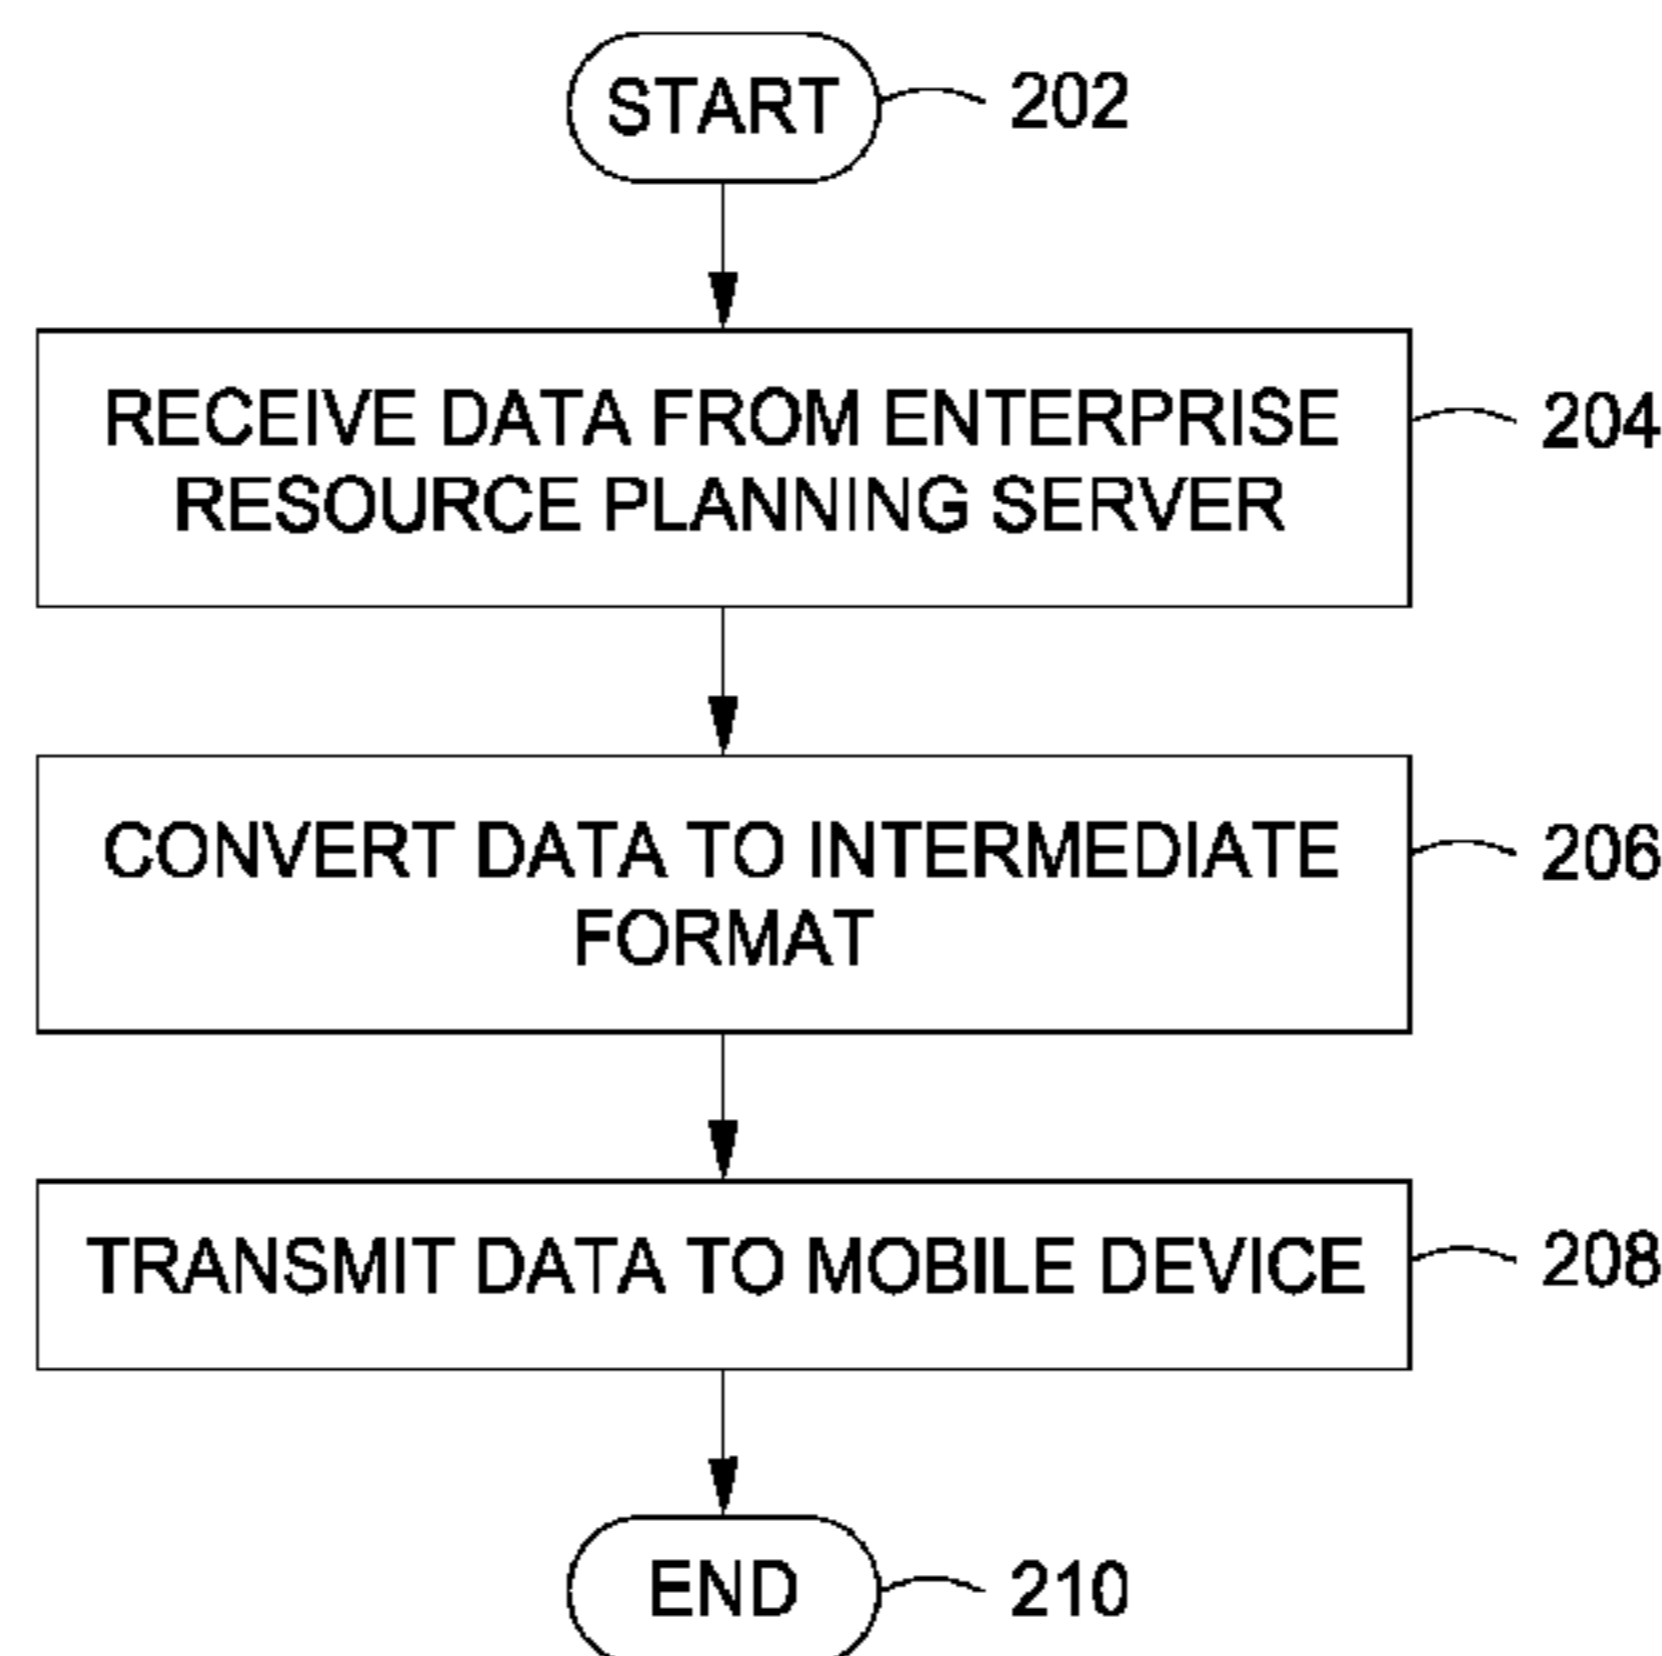 START
202
RECEIVE DATA FROM ENTERPRISE
RESOURCE PLANNING SERVER
204
CONVERT DATA TO INTERMEDIATE
FORMAT
206
TRANSMIT DATA TO MOBILE DEVICE
208
END
210